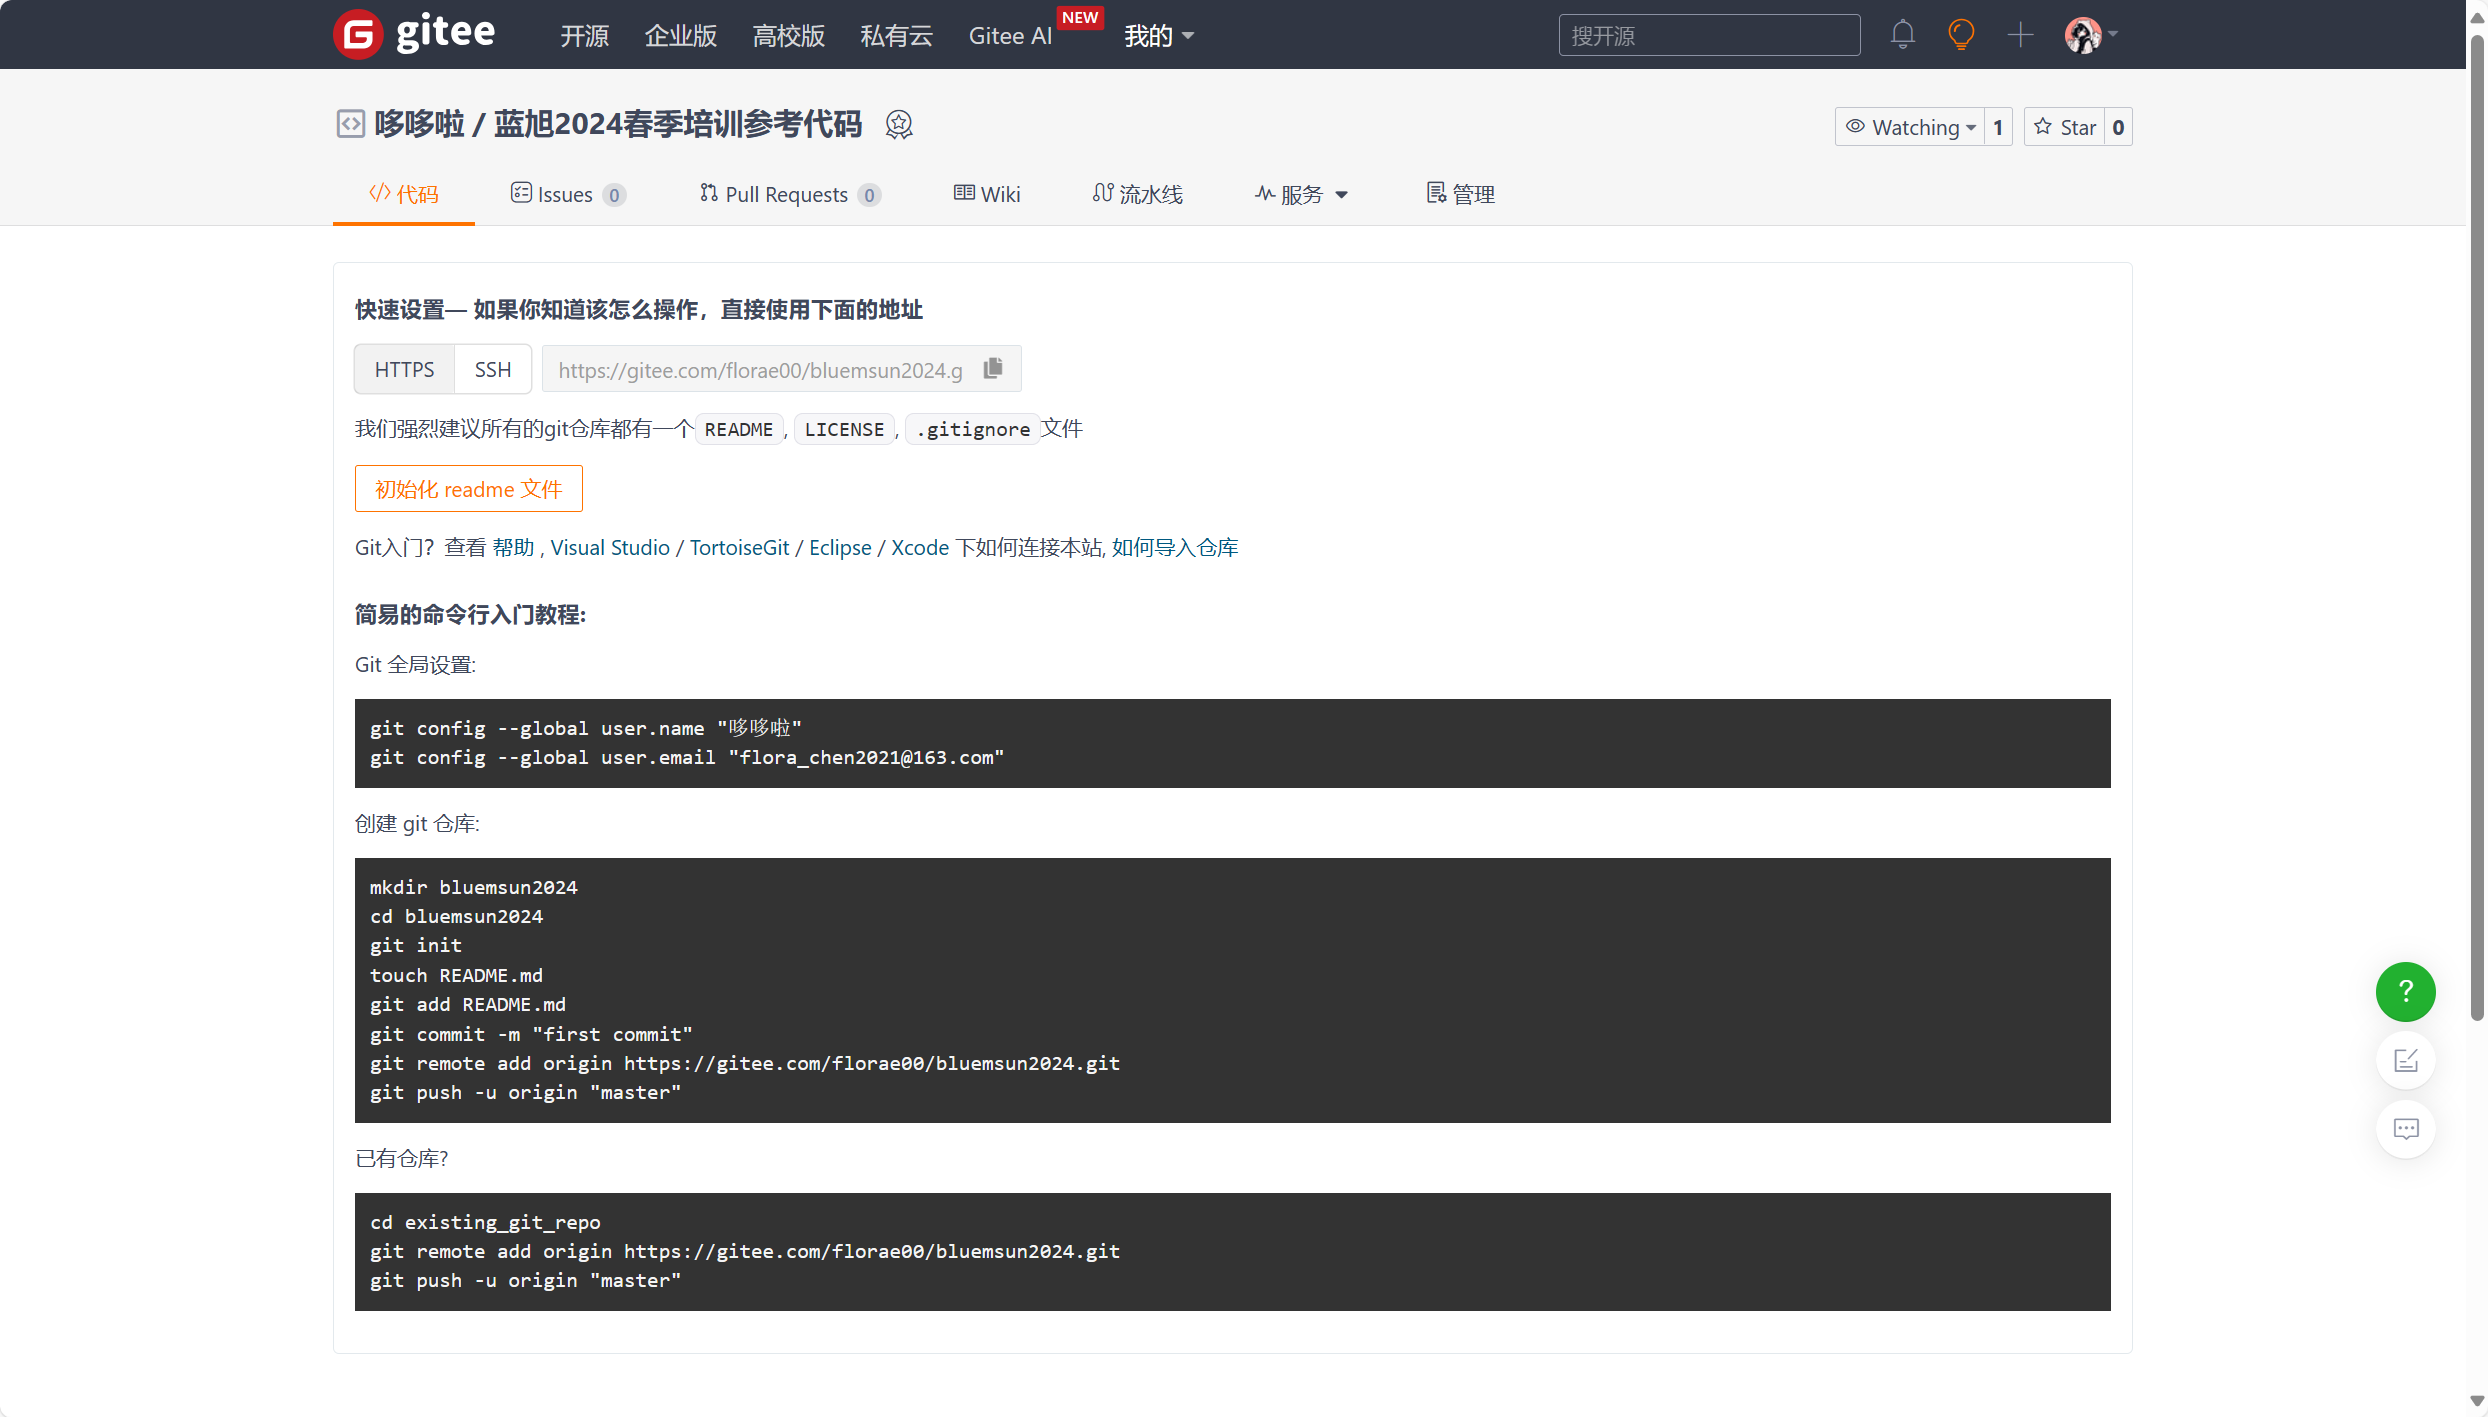 gitee 开源 企业版 高校版 私有云 Gitee AI NEW 我的 搜开源
哆哆啦 / 蓝旭2024春季培训参考代码 Watching 1 Star 0
代码 Issues 0 Pull Requests 0 Wiki 流水线 服务 管理
快速设置— 如果你知道该怎么操作，直接使用下面的地址
HTTPS SSH https://gitee.com/florae00/bluemsun2024.g
我们强烈建议所有的git仓库都有一个 README, LICENSE, .gitignore 文件
初始化 readme 文件
Git入门？查看 帮助 , Visual Studio / TortoiseGit / Eclipse / Xcode 下如何连接本站, 如何导入仓库
简易的命令行入门教程:
Git 全局设置:
git config --global user.name "哆哆啦"
git config --global user.email "flora_chen2021@163.com"
创建 git 仓库:
mkdir bluemsun2024
cd bluemsun2024
git init
touch README.md
git add README.md
git commit -m "first commit"
git remote add origin https://gitee.com/florae00/bluemsun2024.git
git push -u origin "master"
已有仓库?
cd existing_git_repo
git remote add origin https://gitee.com/florae00/bluemsun2024.git
git push -u origin "master"